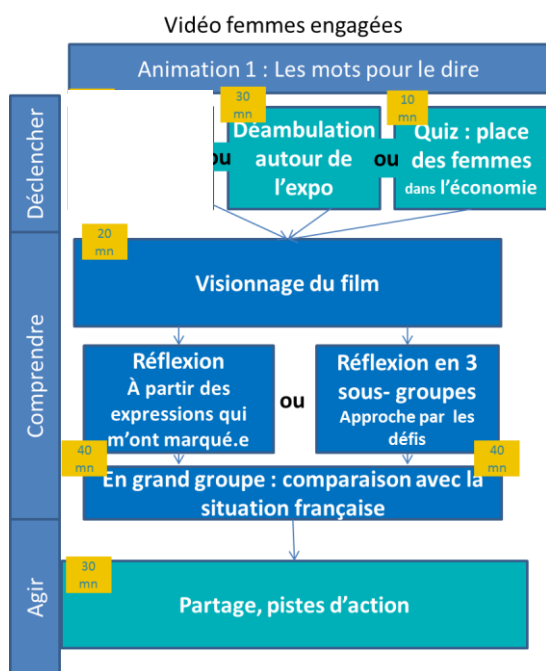 Vidéo femmes engagées
Animation 1 : Les mots pour le dire
Déclencher
30
mn
Déambulation
autour de
l'expo
ou
ou
10
mn
Quiz : place
des femmes
dans l'économie
Comprendre
20
mn
Visionnage du film
Réflexion
À partir des
expressions qui
m'ont marqué.e
ou
Réflexion en 3
sous- groupes
Approche par les
défis
40
mn
40
mn
En grand groupe : comparaison avec la
situation française
Agir
30
mn
Partage, pistes d'action